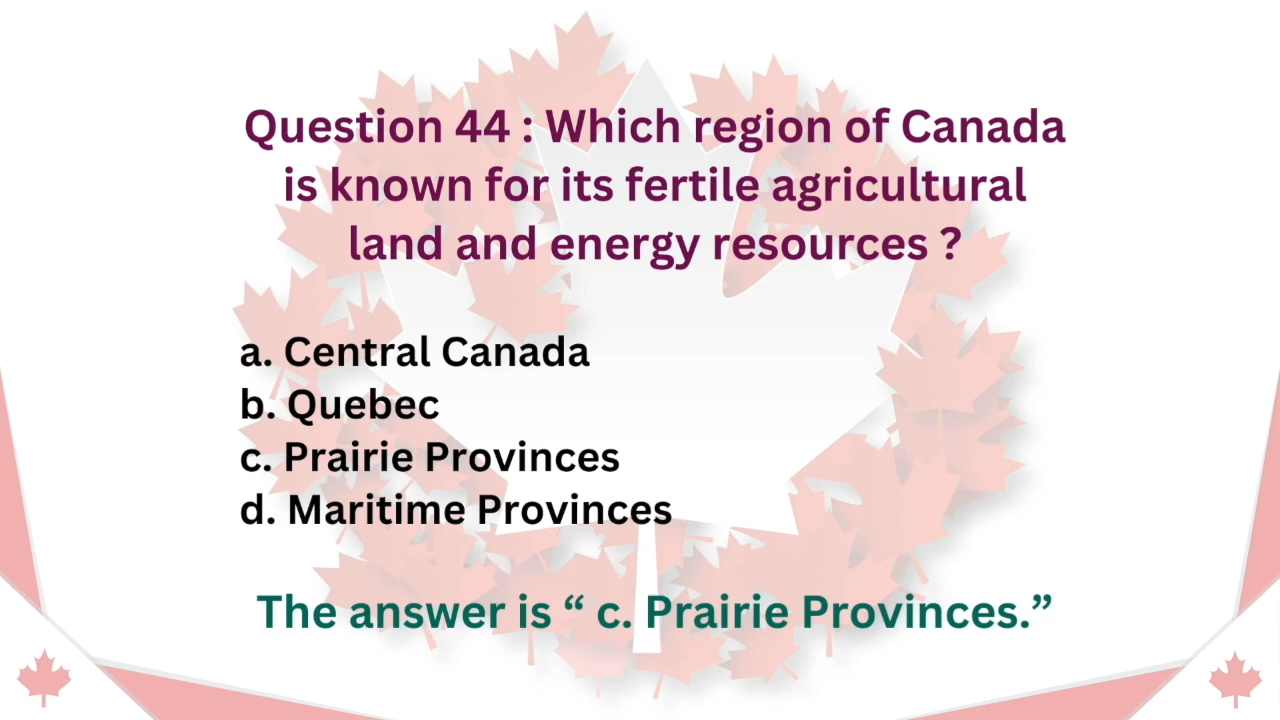 Question 44 : Which region of Canada
is known for its fertile agricultural
land and energy resources ?
a. Central Canada
b. Quebec
c. Prairie Provinces
d. Maritime Provinces
The answer is “ c. Prairie Provinces.”